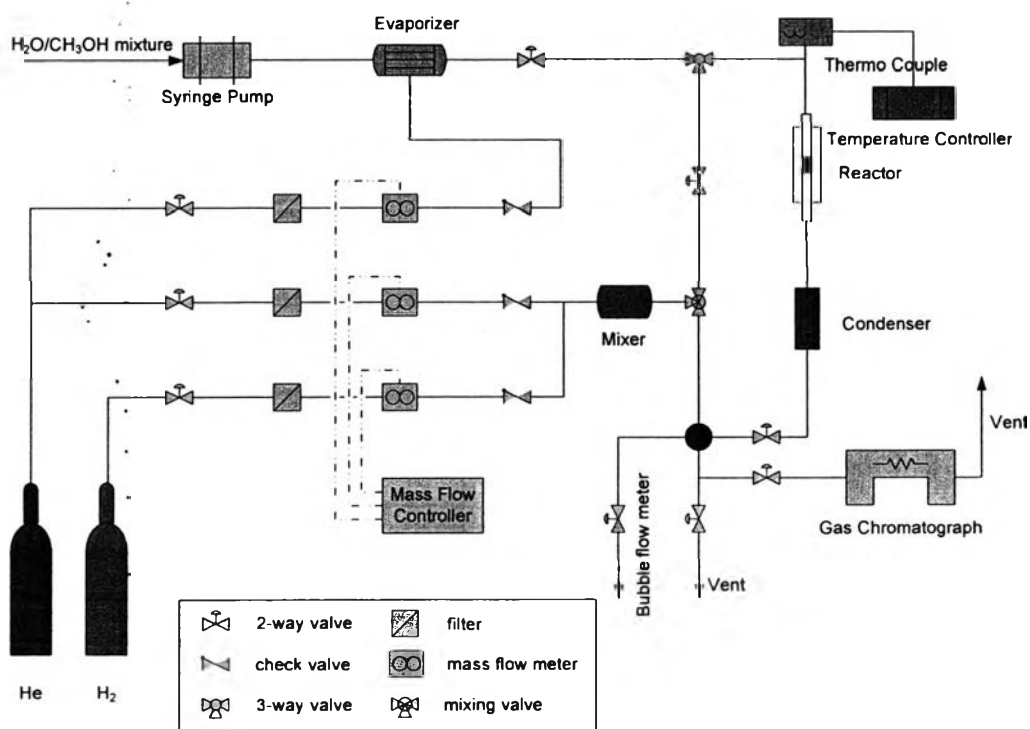 Evaporizer
H₂O/CH₃OH mixture
Syringe Pump
Thermo Couple
Temperature Controller
Reactor
Mixer
Condenser
Vent
Mass Flow
Controller
Gas Chromatograph
Bubble flow meter
Vent
2-way valve
filter
check valve
mass flow meter
3-way valve
mixing valve
He
H₂